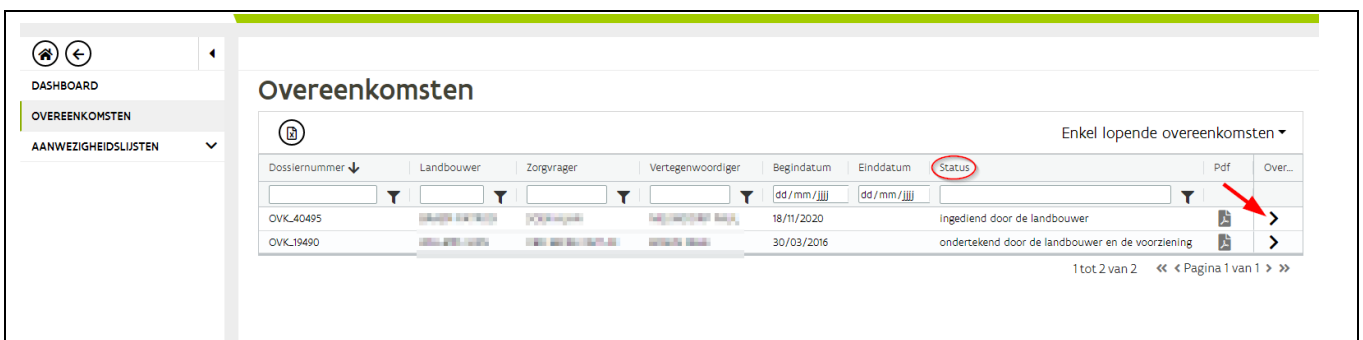 DASHBOARD
OVEREENKOMSTEN
AANWEZIGHEIDSLIJSTEN
Overeenkomsten
Enkel lopende overeenkomsten
Dossiernummer Landbouwer Zorgvrager Vertegenwoordiger Begindatum Einddatum Status Pdf Over...
dd/mm/jjjj dd/mm/jjjj
OVK_40495 18/11/2020 ingediend door de landbouwer
OVK_19490 30/03/2016 ondertekend door de landbouwer en de voorziening
1 tot 2 van 2 Pagina 1 van 1